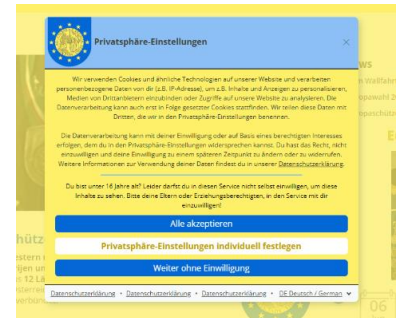 Privatsphäre-Einstellungen
Wir verwenden Cookies und ähnliche Technologien auf unserer Website und verarbeiten
personenbezogene Daten von dir (z.B. IP-Adresse), um z.B. Inhalte und Anzeigen zu personalisieren,
Medien von Drittanbietern einzubinden oder Zugriffe auf unsere Website zu analysieren. Die
Datenverarbeitung kann auch erst in Folge gesetzter Cookies stattfinden. Wir teilen diese Daten mit
Dritten, die wir in den Privatsphäre-Einstellungen benennen.
Die Datenverarbeitung kann mit deiner Einwilligung oder auf Basis eines berechtigten Interesses
erfolgen, dem du in den Privatsphäre-Einstellungen widersprechen kannst. Du hast das Recht, nicht
einzuwilligen und deine Einwilligung zu einem späteren Zeitpunkt zu ändern oder zu widerrufen.
Weitere Informationen zur Verwendung deiner Daten findest du in unserer Datenschutzerklärung.
Du bist unter 16 Jahre alt? Leider darfst du in diesen Service nicht selbst einwilligen, um diese
Inhalte zu sehen. Bitte deine Eltern oder Erziehungsberechtigten, in den Service mit dir
einzuwilligen!
Alle akzeptieren
Privatsphäre-Einstellungen individuell festlegen
Weiter ohne Einwilligung
Datenschutzerklärung • Datenschutzerklärung • Datenschutzerklärung • DE Deutsch / German
06